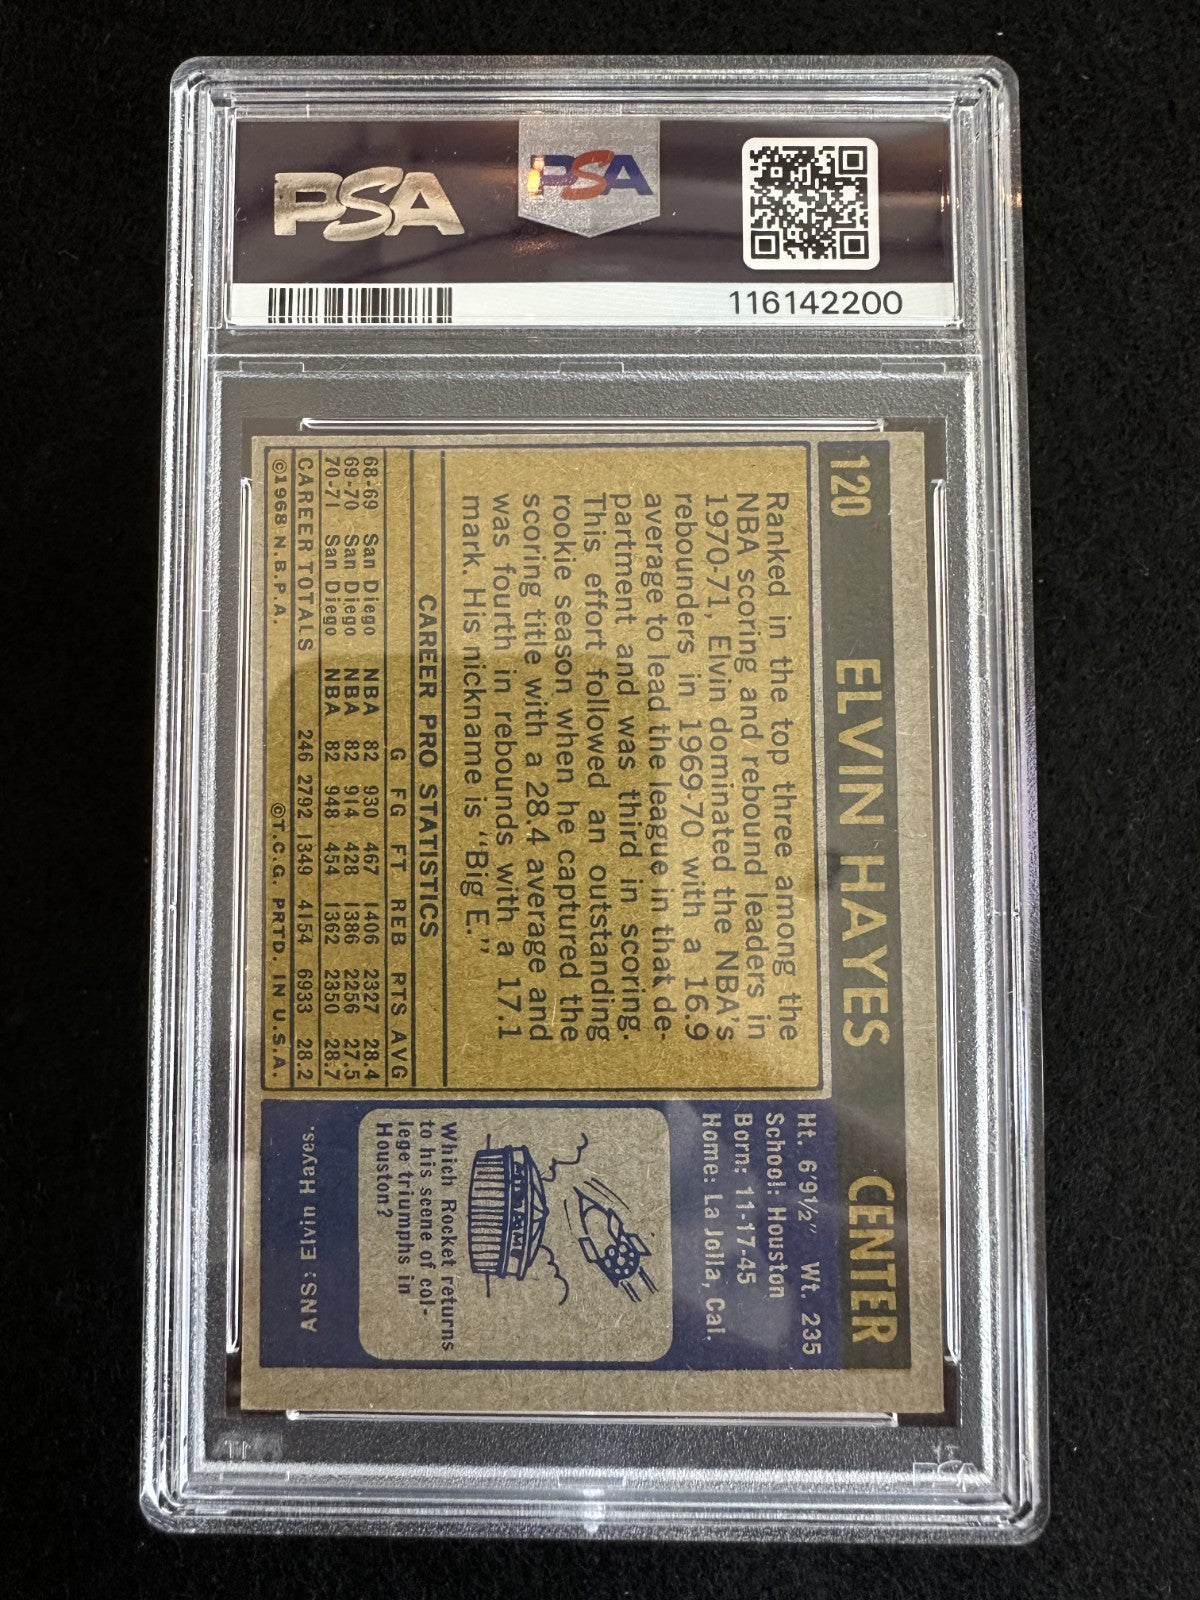 PSA
PSA
116142200
120 ELVIN HAYES CENTER
Ranked in the top three among the
NBA scoring and rebound leaders in
1970-71, Elvin dominated the NBA's
rebounders in 1969-70 with a 16.9
average to lead the league in that de-
partment and was third in scoring.
This effort followed an outstanding
rookie season when he captured the
scoring title with a 28.4 average and
was fourth in rebounds with a 17.1
mark. His nickname is "Big E."
CAREER PRO STATISTICS
G FG FT REB RTS AVG
68-69 San Diego NBA 82 930 467 1406 2327 28.4
69-70 San Diego NBA 82 914 428 1386 2256 27.5
70-71 San Diego NBA 82 948 454 1362 2350 28.7
CAREER TOTALS 246 2792 1349 4154 6933 28.2
©1968 N.B.P.A. ©T.C.G. PRTD. IN U.S.A.
Ht. 6'9½" Wt. 235
School: Houston
Born: 11-17-45
Home: La Jolla, Cal.
Which Rocket returns
to his scene of col-
lege triumphs in
Houston?
ANS: Elvin Hayes.